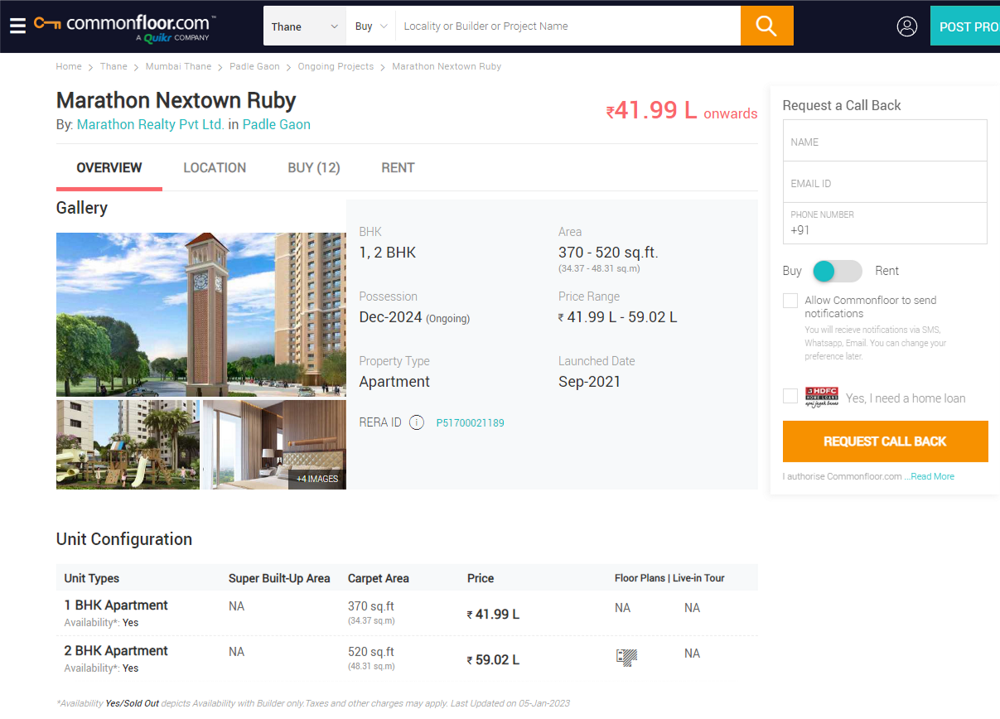 commonfloor.com™
A Quikr COMPANY
Thane
Buy
Locality or Builder or Project Name
POST PRO
Home > Thane > Mumbai Thane > Padle Gaon > Ongoing Projects > Marathon Nextown Ruby
Marathon Nextown Ruby
By: Marathon Realty Pvt Ltd. in Padle Gaon
₹41.99 L onwards
OVERVIEW LOCATION BUY (12) RENT
Gallery
+4 IMAGES
BHK
1, 2 BHK
Area
370 - 520 sq.ft.
(34.37 - 48.31 sq.m)
Possession
Dec-2024 (Ongoing)
Price Range
₹ 41.99 L - 59.02 L
Property Type
Apartment
Launched Date
Sep-2021
RERA ID i P51700021189
Request a Call Back
NAME
EMAIL ID
PHONE NUMBER
+91
Buy Rent
Allow Commonfloor to send
notifications
You will recieve notifications via SMS,
Whatsapp, Email. You can change your
preference later.
HDFC
HOME LOANS
Yes, I need a home loan
REQUEST CALL BACK
I authorise Commonfloor.com ...Read More
Unit Configuration
Unit Types Super Built-Up Area Carpet Area Price Floor Plans | Live-in Tour
1 BHK Apartment NA 370 sq.ft ₹ 41.99 L NA NA
Availability*: Yes (34.37 sq.m)
2 BHK Apartment NA 520 sq.ft ₹ 59.02 L NA
Availability*: Yes (48.31 sq.m)
*Availability Yes/Sold Out depicts Availability with Builder only.Taxes and other charges may apply. Last Updated on 05-Jan-2023